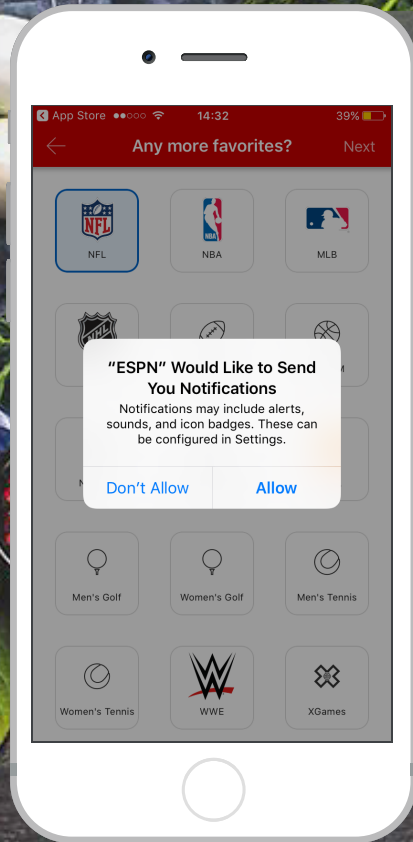 App Store 14:32 39%
Any more favorites? Next
NFL
NFL
NBA
NBA
MLB
NHL
"ESPN" Would Like to Send
You Notifications
Notifications may include alerts,
sounds, and icon badges. These can
be configured in Settings.
Don't Allow Allow
Men's Golf Women's Golf Men's Tennis
Women's Tennis WWE XGames